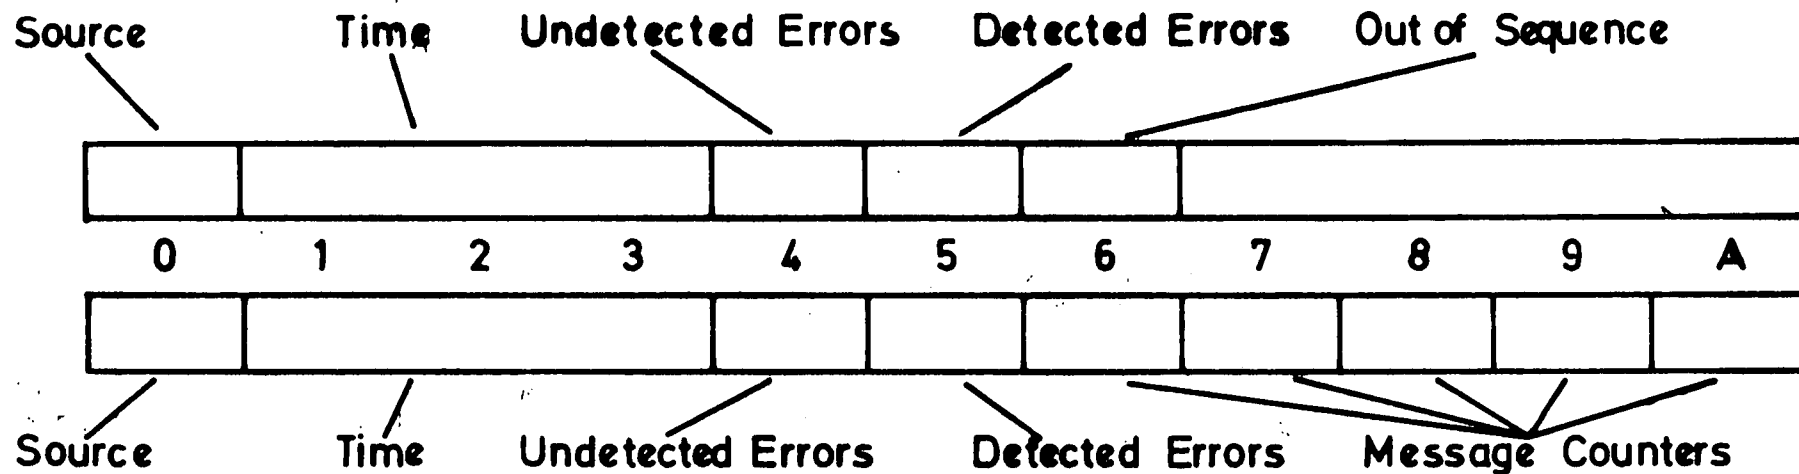 Source Time Undetected Errors Detected Errors Out of Sequence
0 1 2 3 4 5 6 7 8 9 A
Source Time Undetected Errors Detected Errors Message Counters